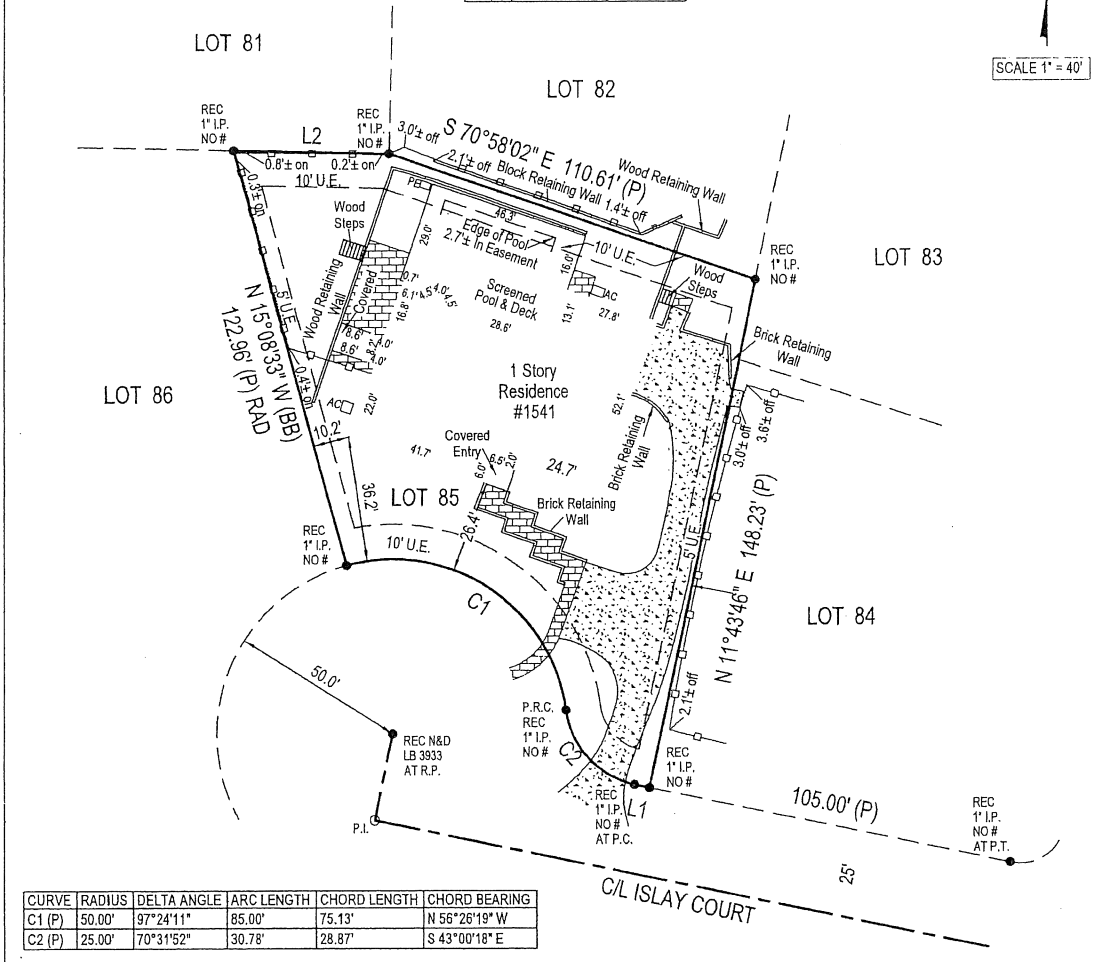 SCALE 1" = 40'
LOT 81
LOT 82
REC
1" I.P.
NO #
L2
REC
1" I.P.
NO #
3.0'± off
S 70°58'02" E 110.61' (P)
2.1'± off
Block Retaining Wall
1.4'± off
Wood Retaining Wall
0.8'± on
0.2'± on
10' U.E.
0.3'± on
PE
Wood
Steps
46.3'
Edge of Pool
2.7'± In Easement
10' U.E.
REC
1" I.P.
NO #
LOT 83
29.0'
16.0'
Wood
Steps
AC
27.8'
13.1'
Screened
Pool & Deck
28.6'
Wood Retaining
Wall
Covered
0.7'
6.1'
4.5'
4.0'
4.5'
16.8'
18.6'
8.6'
8.2'
4.0'
4.0'
5' U.E.
N 15°08'33" W (BB)
122.96' (P) RAD
0.4'± on
Brick Retaining
Wall
LOT 86
1 Story
Residence
#1541
AC
22.0'
52.1'
3.0'± off
3.6'± off
10.2'
Covered
Entry
41.7'
6.0'
6.5'
2.0'
24.7'
Brick Retaining
Wall
36.2'
LOT 85
Brick Retaining
Wall
26.4'
REC
1" I.P.
NO #
10' U.E.
5' U.E.
N 11°43'46" E 148.23' (P)
C1
LOT 84
50.0'
2.1'± off
P.R.C.
REC
1" I.P.
NO #
C2
REC N&D
LB 3933
AT R.P.
REC
1" I.P.
NO #
REC
1" I.P.
NO #
AT P.C.
L1
105.00' (P)
REC
1" I.P.
NO #
AT P.T.
P.I.
25'
C/L ISLAY COURT
CURVE RADIUS DELTA ANGLE ARC LENGTH CHORD LENGTH CHORD BEARING
C1 (P) 50.00' 97°24'11" 85.00' 75.13' N 56°26'19" W
C2 (P) 25.00' 70°31'52" 30.78' 28.87' S 43°00'18" E